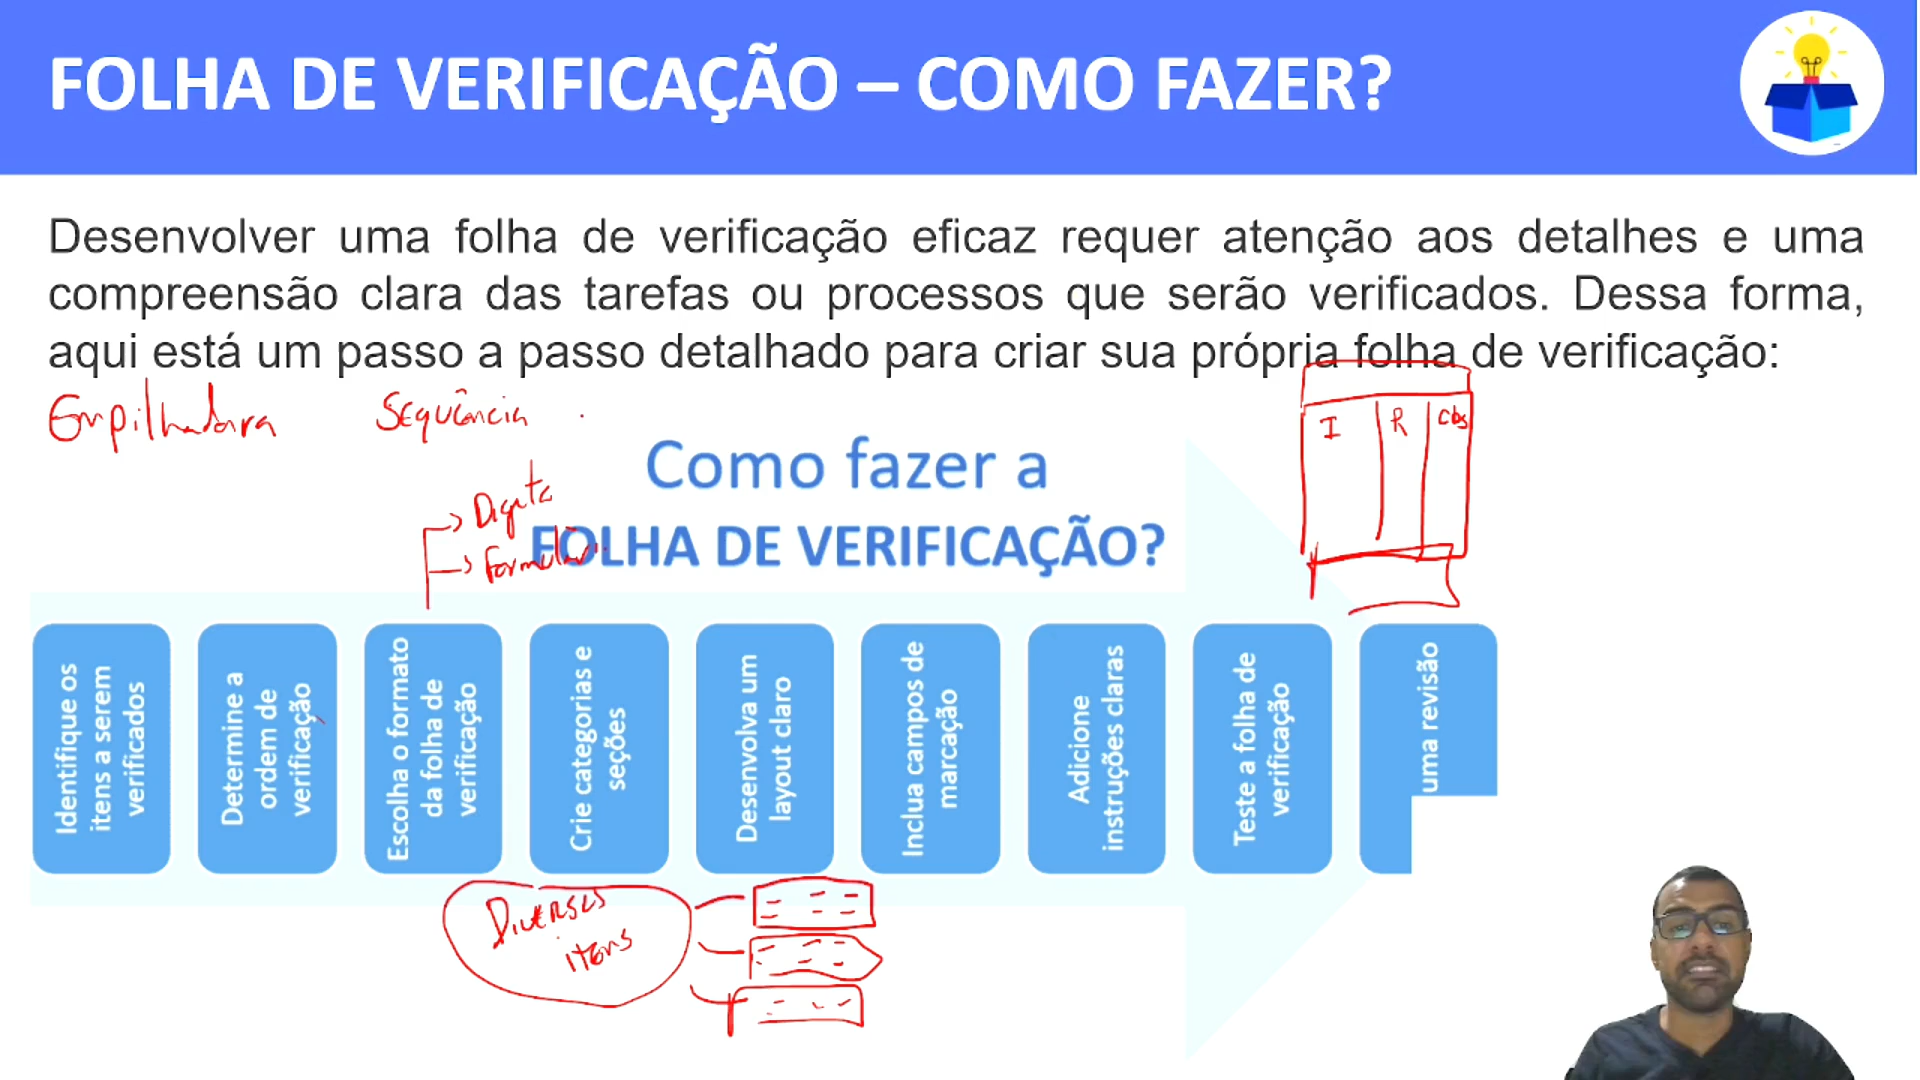 FOLHA DE VERIFICAÇÃO – COMO FAZER?
Desenvolver uma folha de verificação eficaz requer atenção aos detalhes e uma
compreensão clara das tarefas ou processos que serão verificados. Dessa forma,
aqui está um passo a passo detalhado para criar sua própria folha de verificação:
Empilhadeira
Sequência
I
R
Obs
Como fazer a
FOLHA DE VERIFICAÇÃO?
Identifique os
itens a serem
verificados
Determine a
ordem de
verificação
Escolha o formato
da folha de
verificação
Crie categorias e
seções
Desenvolva um
layout claro
Inclua campos de
marcação
Adicione
instruções claras
Teste a folha de
verificação
uma revisão
Diversos
itens